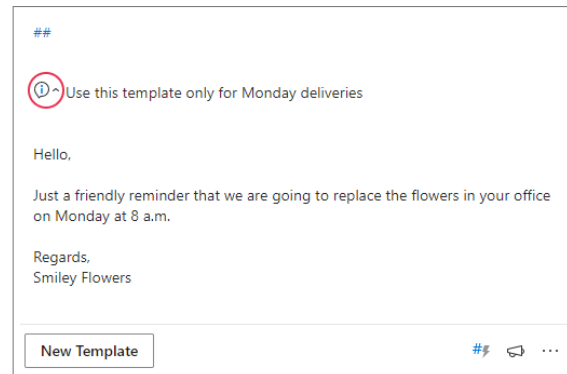 ##
Use this template only for Monday deliveries
Hello,
Just a friendly reminder that we are going to replace the flowers in your office
on Monday at 8 a.m.
Regards,
Smiley Flowers
New Template
#